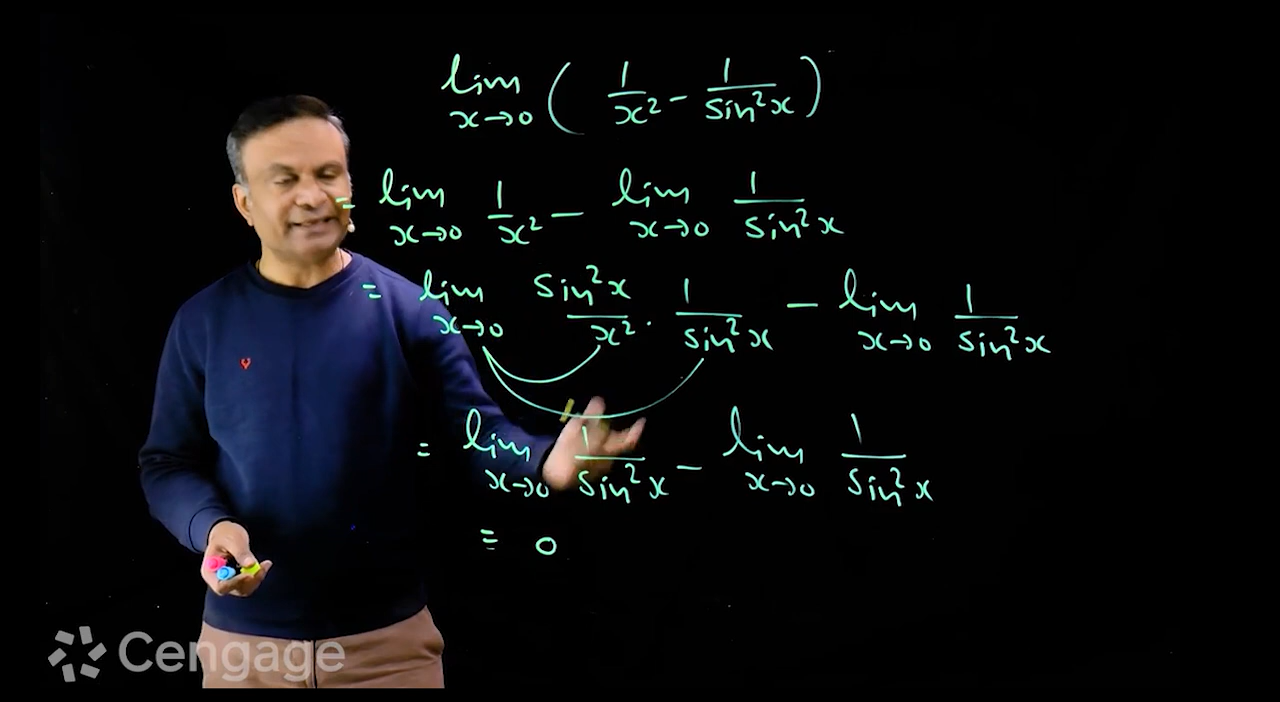 lim x→0 ( 1/x² - 1/sin²x )
= lim x→0 1/x² - lim x→0 1/sin²x
= lim x→0 sin²x/x² · 1/sin²x - lim x→0 1/sin²x
= lim x→0 1/sin²x - lim x→0 1/sin²x
= 0
Cengage